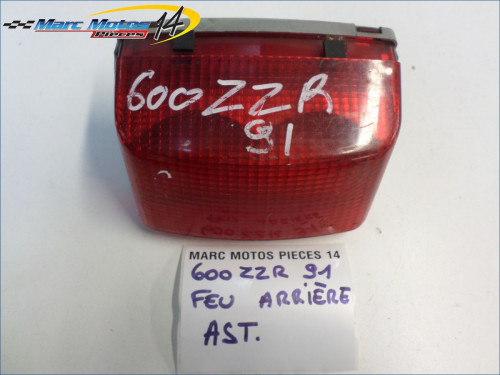 Marc Motos 14
Pièces
600 ZZR
91
MARC MOTOS PIECES 14
600 ZZR 91
FEU ARRIÈRE
AST.